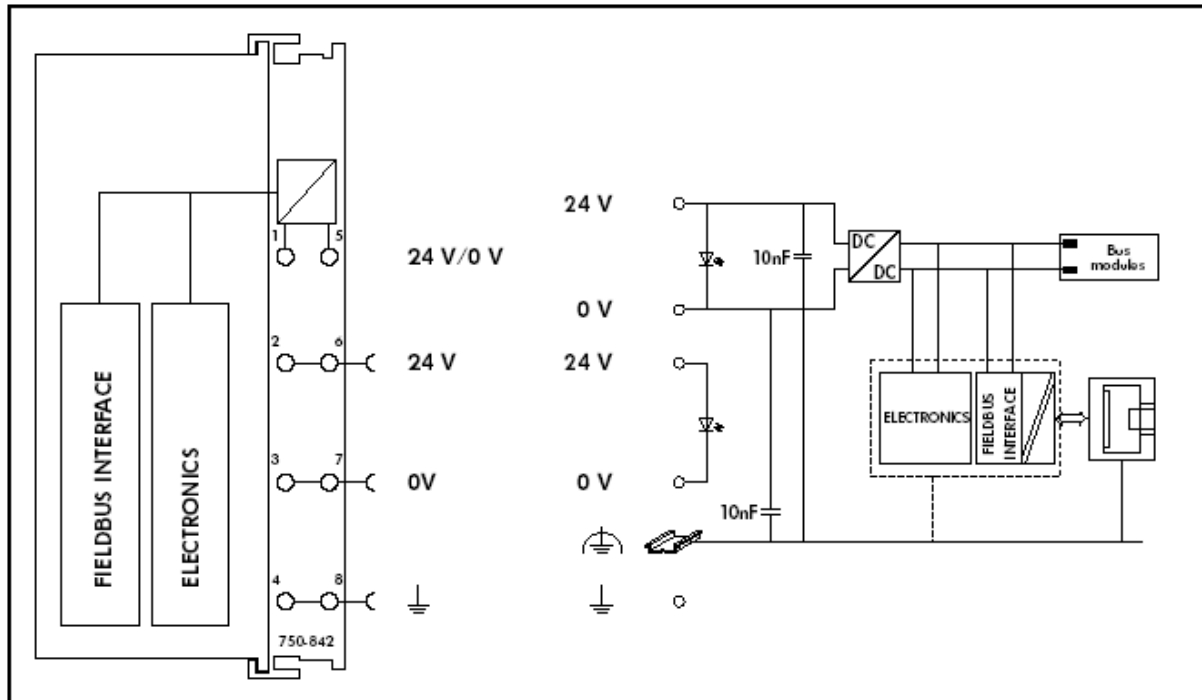 1 5
24 V/0 V
2 6
24 V
3 7
0V
4 8
750-842
FIELDBUS INTERFACE
ELECTRONICS
24 V
0 V
24 V
0 V
10nF
10nF
DC
DC
Bus
modules
ELECTRONICS
FIELDBUS
INTERFACE